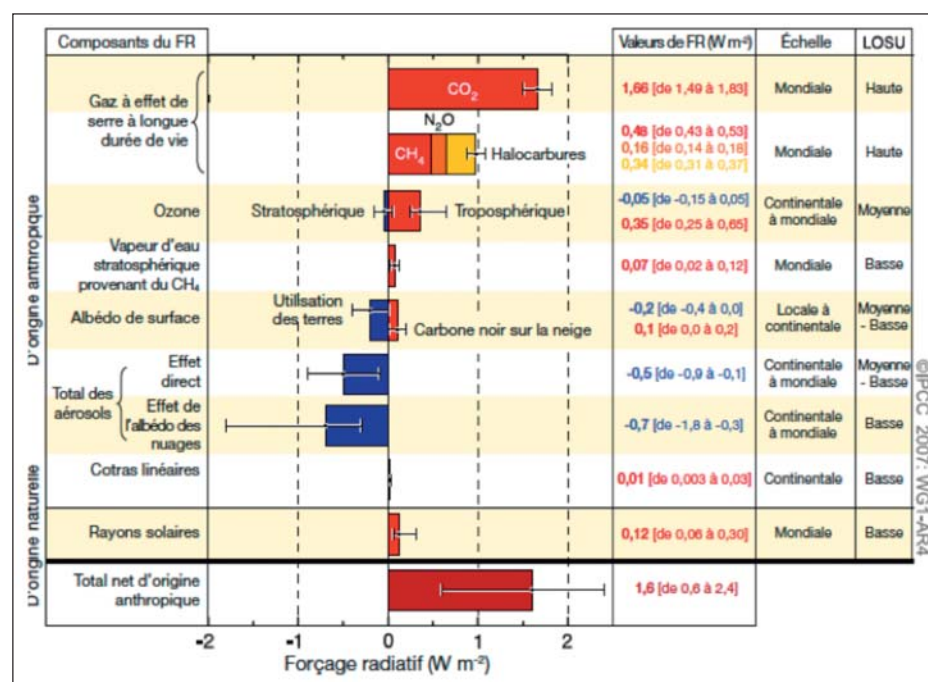 Composants du FR
Valeurs de FR (W m⁻²)
Échelle
LOSU
D'origine anthropique
Gaz à effet de
serre à longue
durée de vie
CO₂
1,66 [de 1,49 à 1,83]
Mondiale
Haute
N₂O
CH₄
Halocarbures
0,48 [de 0,43 à 0,53]
0,16 [de 0,14 à 0,18]
0,34 [de 0,31 à 0,37]
Mondiale
Haute
Ozone
Stratosphérique
Troposphérique
-0,05 [de -0,15 à 0,05]
0,35 [de 0,25 à 0,65]
Continentale
à mondiale
Moyenne
Vapeur d'eau
stratosphérique
provenant du CH₄
0,07 [de 0,02 à 0,12]
Mondiale
Basse
Albédo de surface
Utilisation
des terres
Carbone noir sur la neige
-0,2 [de -0,4 à 0,0]
0,1 [de 0,0 à 0,2]
Locale à
continentale
Moyenne
- Basse
Total des
aérosols
Effet
direct
-0,5 [de -0,9 à -0,1]
Continentale
à mondiale
Moyenne
- Basse
Effet de
l'albédo des
nuages
-0,7 [de -1,8 à -0,3]
Continentale
à mondiale
Basse
Cotras linéaires
0,01 [de 0,003 à 0,03]
Continentale
Basse
D'origine naturelle
Rayons solaires
0,12 [de 0,06 à 0,30]
Mondiale
Basse
Total net d'origine
anthropique
1,6 [de 0,6 à 2,4]
-2 -1 0 1 2
Forçage radiatif (W m⁻²)
©IPCC 2007: WG1-AR4